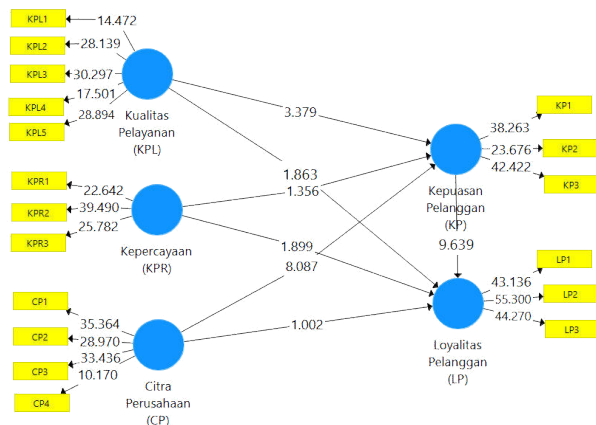 KPL1
14.472
KPL2
28.139
KPL3
30.297
KPL4
17.501
KPL5
28.894
Kualitas
Pelayanan
(KPL)
KPR1
22.642
KPR2
39.490
KPR3
25.782
Kepercayaan
(KPR)
CP1
35.364
CP2
28.970
CP3
33.436
CP4
10.170
Citra
Perusahaan
(CP)
3.379
1.863
1.356
1.899
8.087
1.002
KP1
38.263
KP2
23.676
KP3
42.422
Kepuasan
Pelanggan
(KP)
9.639
LP1
43.136
LP2
55.300
LP3
44.270
Loyalitas
Pelanggan
(LP)